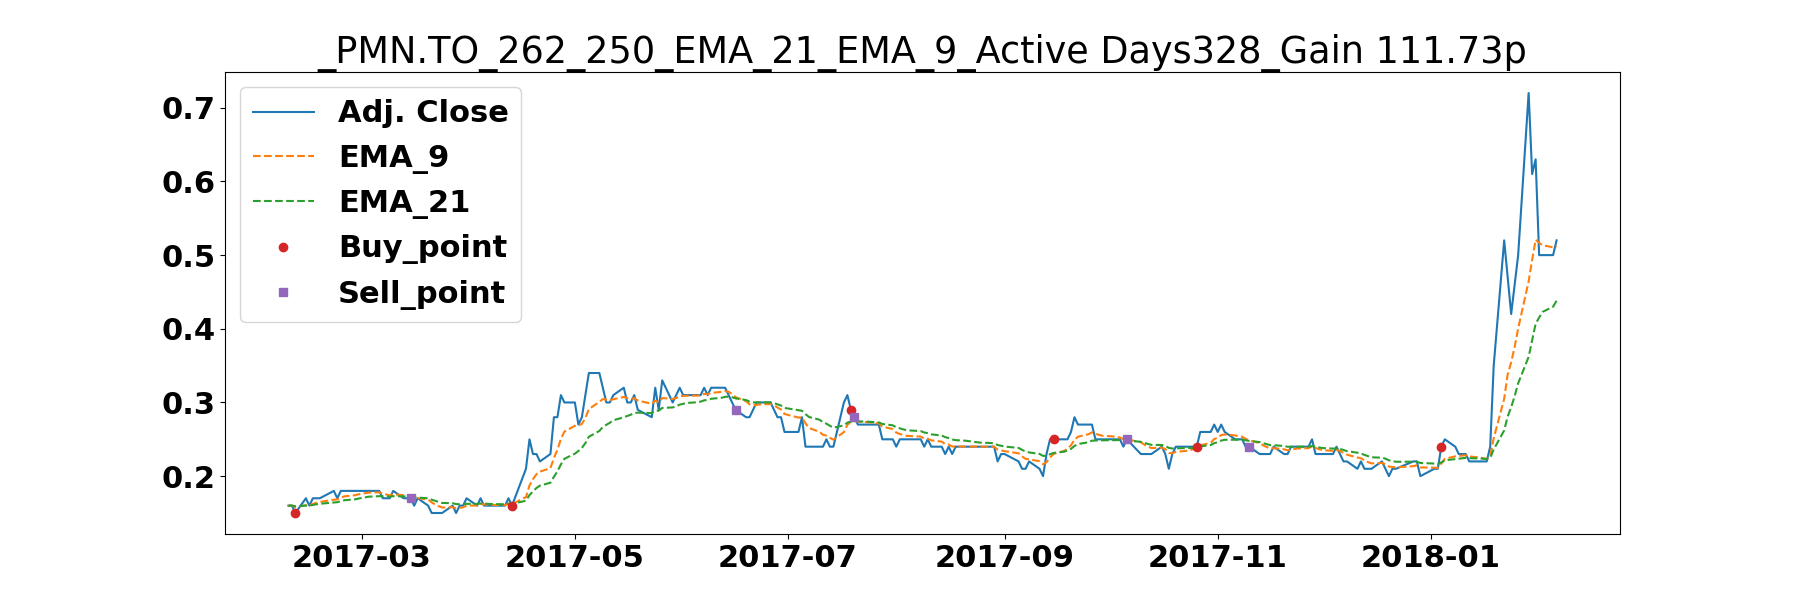 _PMN.TO_262_250_EMA_21_EMA_9_Active Days328_Gain 111.73p
Adj. Close
EMA_9
EMA_21
Buy_point
Sell_point
0.7
0.6
0.5
0.4
0.3
0.2
2017-03 2017-05 2017-07 2017-09 2017-11 2018-01